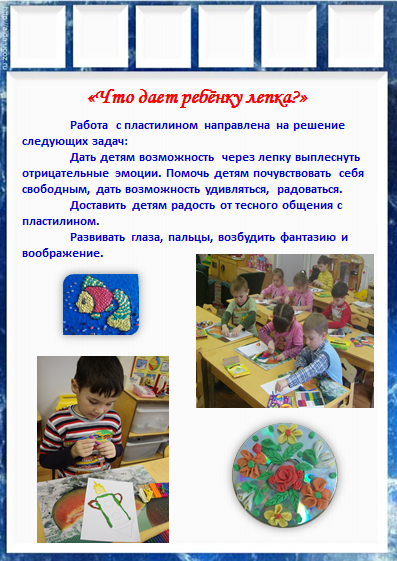 «Что дает ребёнку лепка?»
Работа с пластилином направлена на решение
следующих задач:
Дать детям возможность через лепку выплеснуть
отрицательные эмоции. Помочь детям почувствовать себя
свободным, дать возможность удивляться, радоваться.
Доставить детям радость от тесного общения с
пластилином.
Развивать глаза, пальцы, возбудить фантазию и
воображение.